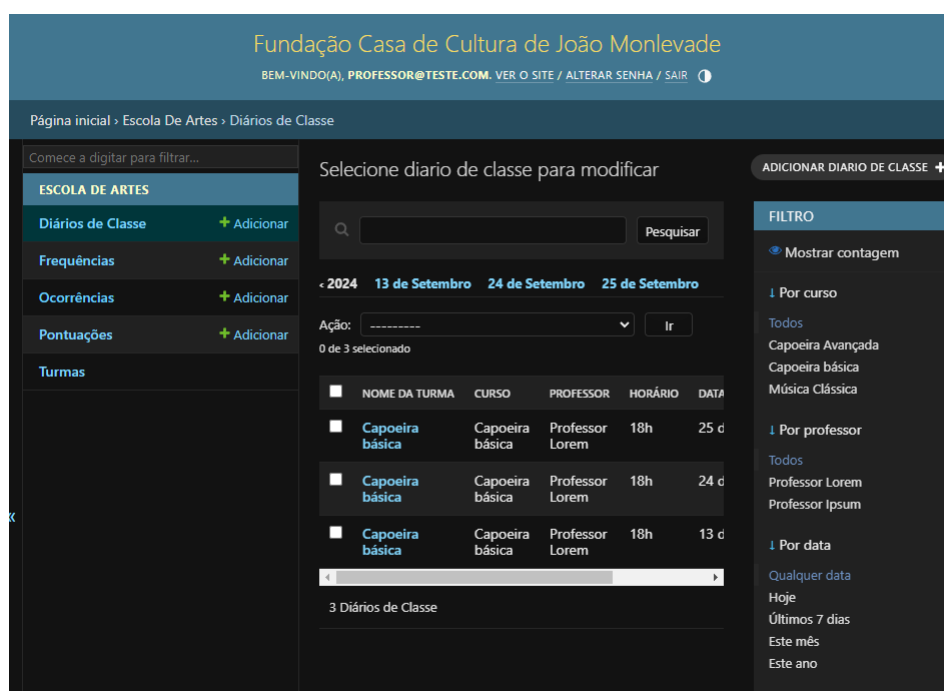 Fundação Casa de Cultura de João Monlevade
BEM-VINDO(A), PROFESSOR@TESTE.COM. VER O SITE / ALTERAR SENHA / SAIR
Página inicial › Escola De Artes › Diários de Classe
Comece a digitar para filtrar...
ESCOLA DE ARTES
Diários de Classe + Adicionar
Frequências + Adicionar
Ocorrências + Adicionar
Pontuações + Adicionar
Turmas
«
Selecione diario de classe para modificar
ADICIONAR DIARIO DE CLASSE +
Pesquisar
‹ 2024 13 de Setembro 24 de Setembro 25 de Setembro
Ação: --------- Ir
0 de 3 selecionado
NOME DA TURMA CURSO PROFESSOR HORÁRIO DATA
Capoeira básica Capoeira básica Professor Lorem 18h 25 d
Capoeira básica Capoeira básica Professor Lorem 18h 24 d
Capoeira básica Capoeira básica Professor Lorem 18h 13 d
3 Diários de Classe
FILTRO
Mostrar contagem
↓ Por curso
Todos
Capoeira Avançada
Capoeira básica
Música Clássica
↓ Por professor
Todos
Professor Lorem
Professor Ipsum
↓ Por data
Qualquer data
Hoje
Últimos 7 dias
Este mês
Este ano